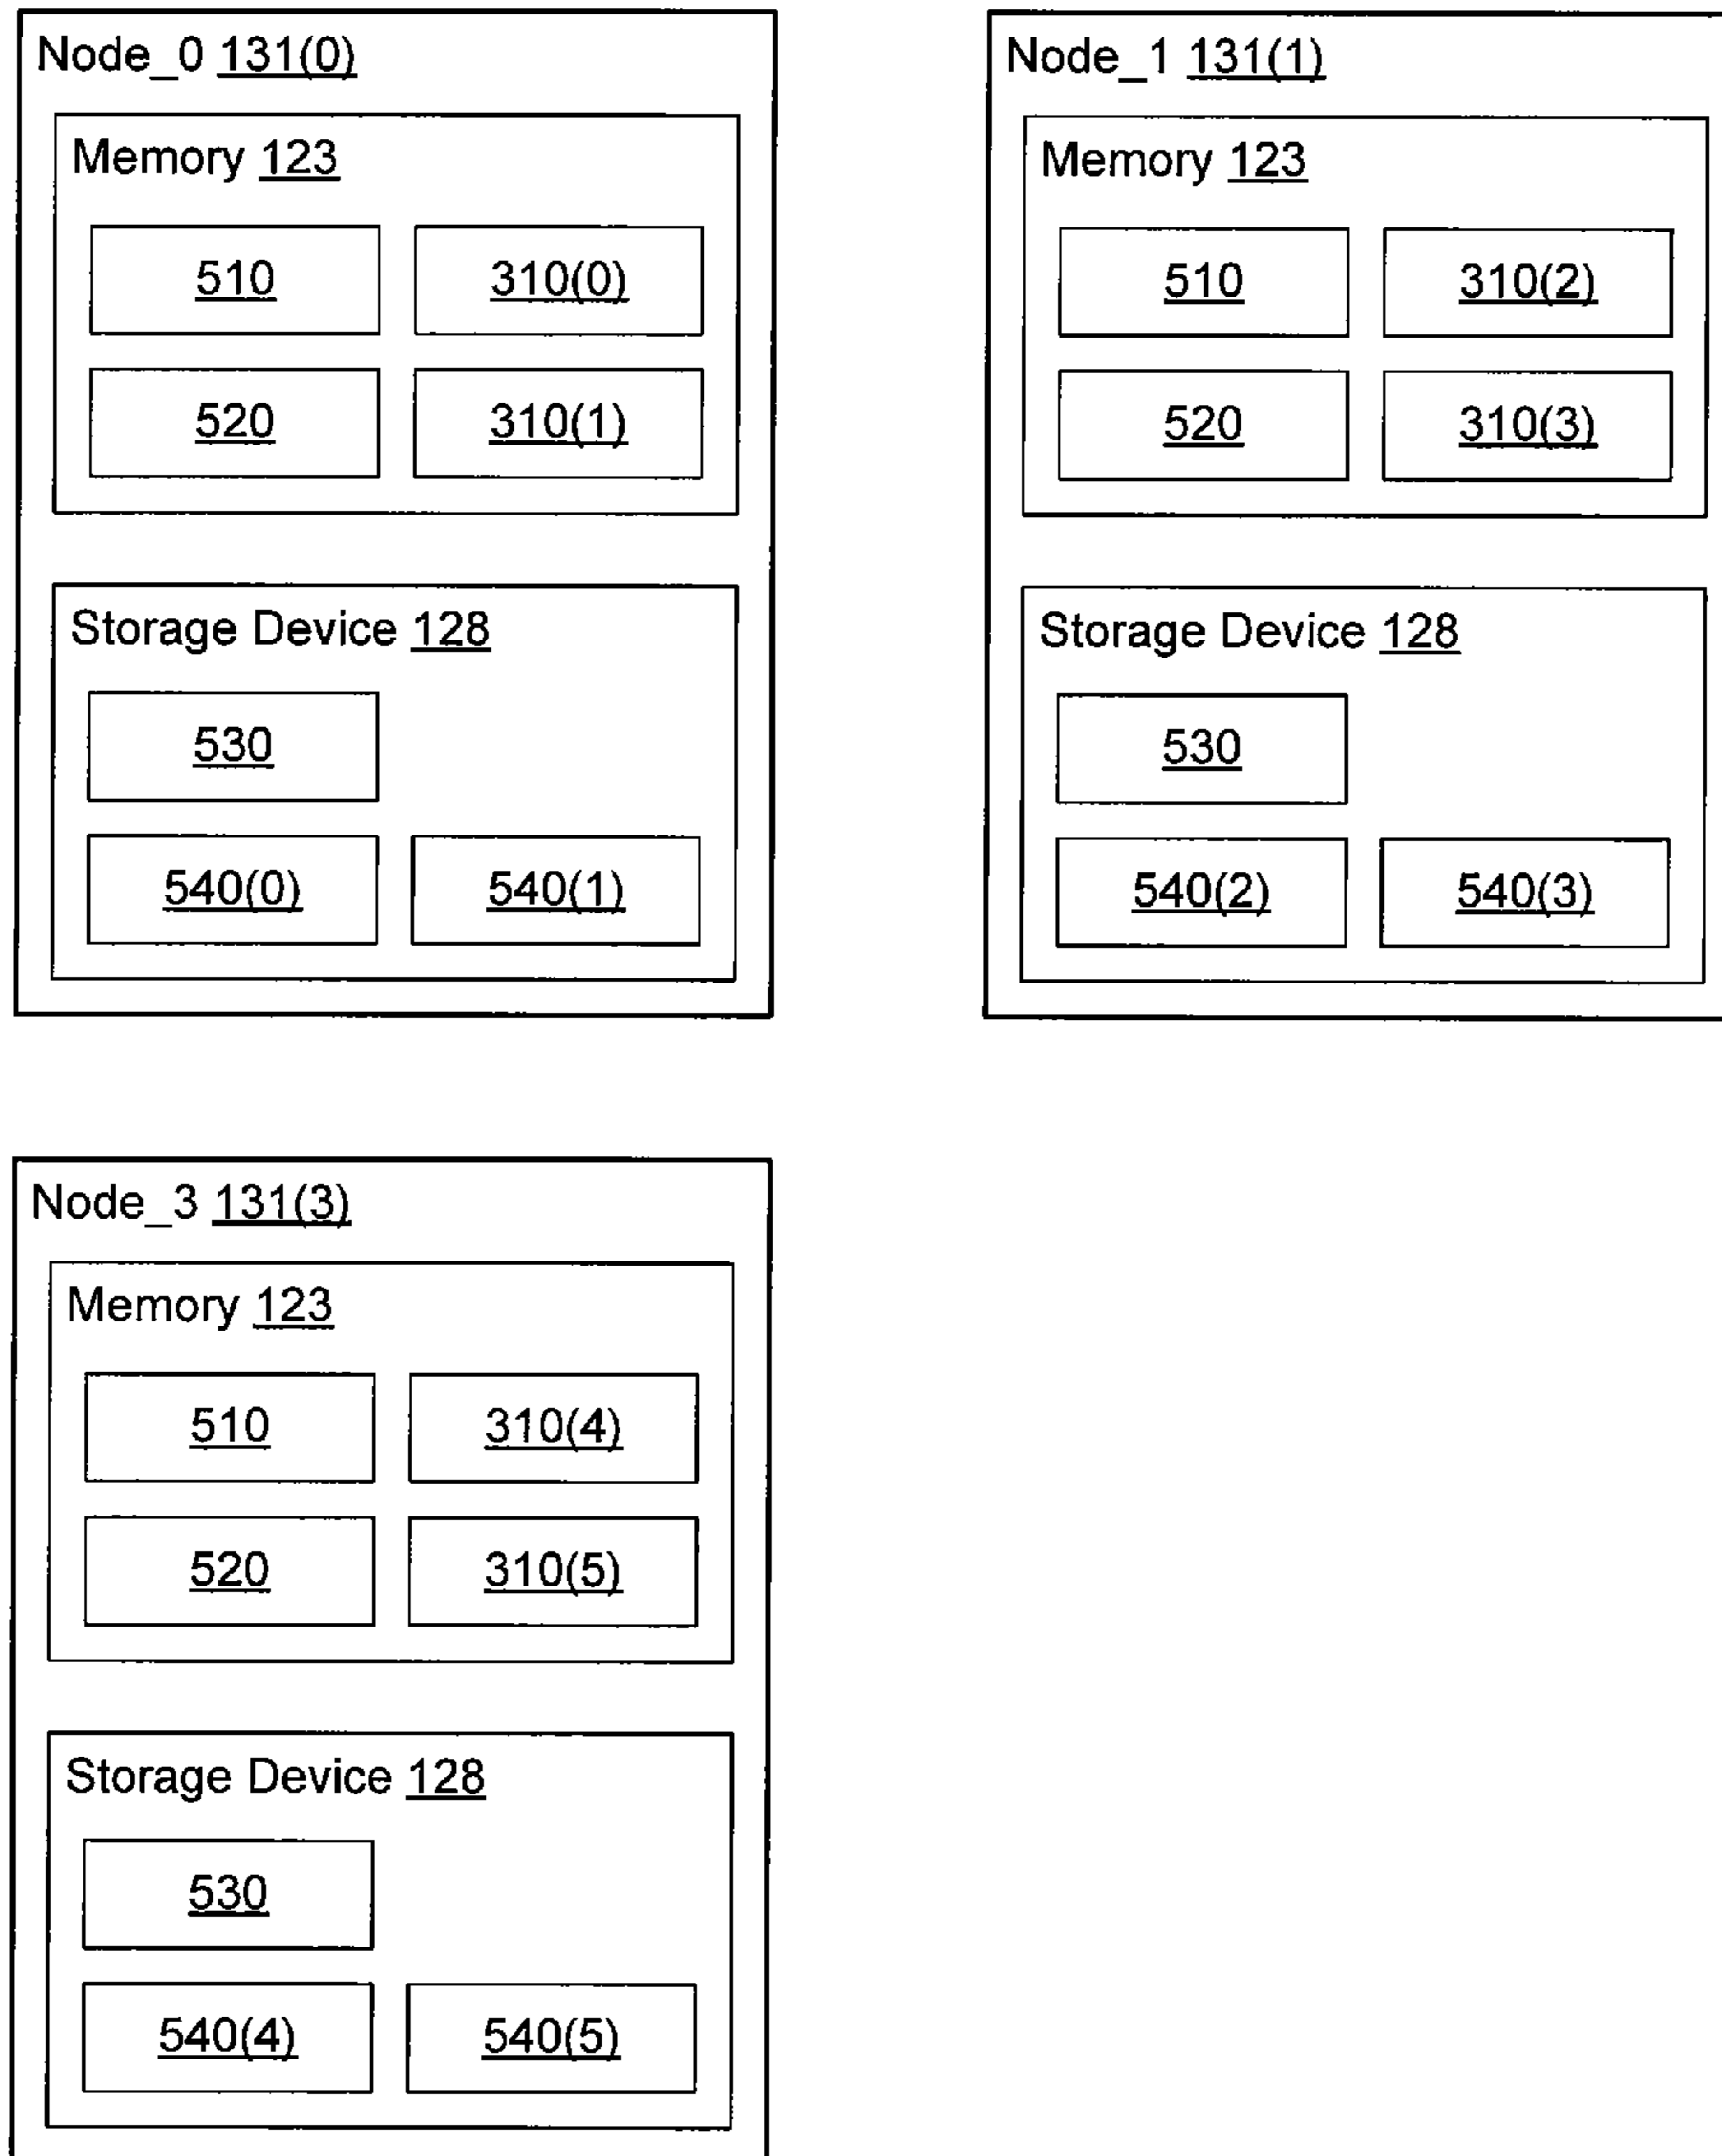 Node_0 131(0)
Memory 123
510 310(0)
520 310(1)
Storage Device 128
530
540(0) 540(1)
Node_1 131(1)
Memory 123
510 310(2)
520 310(3)
Storage Device 128
530
540(2) 540(3)
Node_3 131(3)
Memory 123
510 310(4)
520 310(5)
Storage Device 128
530
540(4) 540(5)